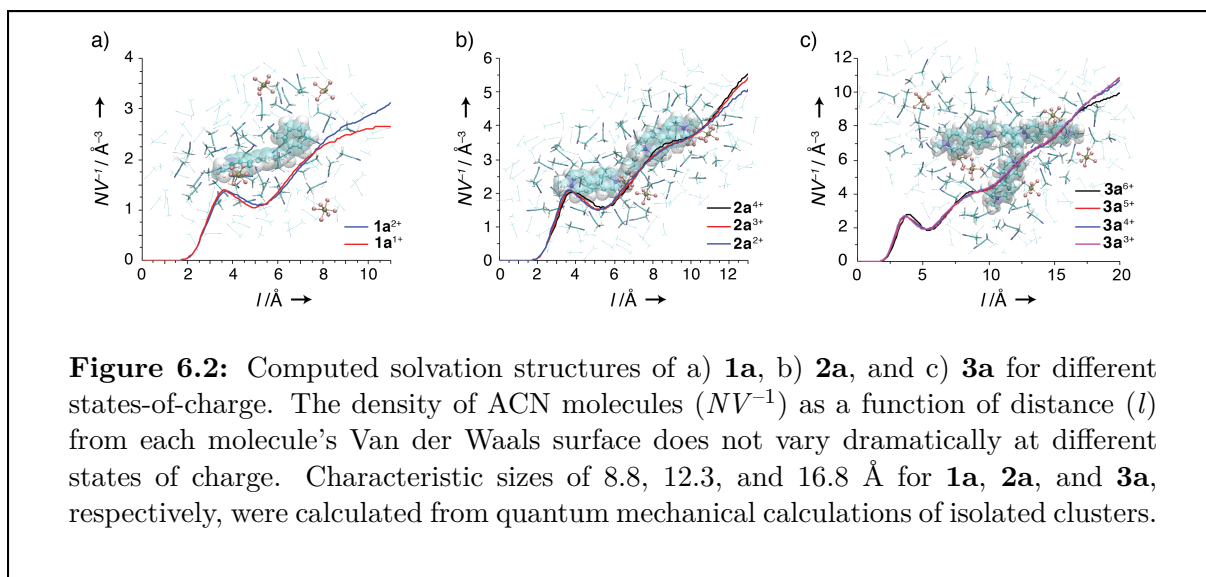 a)
4
3
2
1
0
NV⁻¹ / Å⁻³ →
0 2 4 6 8 10
l /Å →
1a²⁺
1a¹⁺
b)
6
5
4
3
2
1
0
NV⁻¹ / Å⁻³ →
0 2 4 6 8 10 12
l /Å →
2a⁴⁺
2a³⁺
2a²⁺
c)
12
10
8
6
4
2
0
NV⁻¹ / Å⁻³ →
0 5 10 15 20
l /Å →
3a⁶⁺
3a⁵⁺
3a⁴⁺
3a³⁺
Figure 6.2: Computed solvation structures of a) 1a, b) 2a, and c) 3a for different
states-of-charge. The density of ACN molecules (NV⁻¹) as a function of distance (l)
from each molecule's Van der Waals surface does not vary dramatically at different
states of charge. Characteristic sizes of 8.8, 12.3, and 16.8 Å for 1a, 2a, and 3a,
respectively, were calculated from quantum mechanical calculations of isolated clusters.